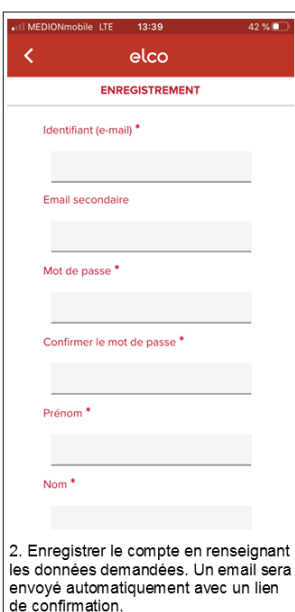 MEDIONmobile LTE 13:39 42 %
elco
ENREGISTREMENT
Identifiant (e-mail) *
Email secondaire
Mot de passe *
Confirmer le mot de passe *
Prénom *
Nom *
2. Enregistrer le compte en renseignant
les données demandées. Un email sera
envoyé automatiquement avec un lien
de confirmation.